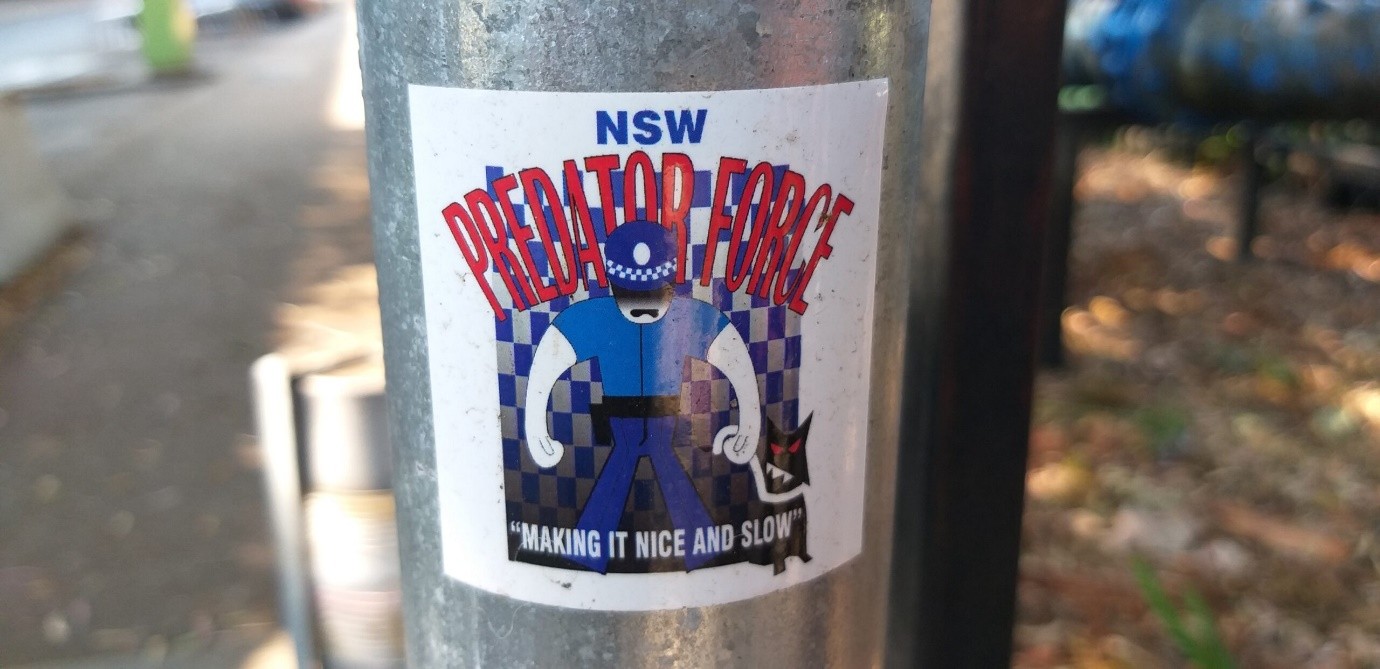 NSW
PREDATOR FORCE
“MAKING IT NICE AND SLOW”